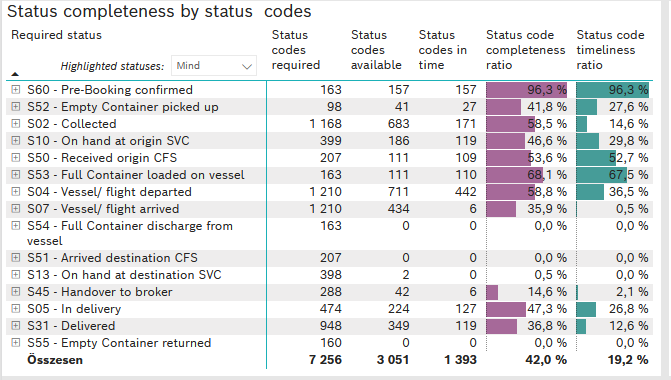 Status completeness by status codes
Required status Status codes required Status codes available Status codes in time Status code completeness ratio Status code timeliness ratio
Highlighted statuses: Mind
S60 - Pre-Booking confirmed 163 157 157 96,3 % 96,3 %
S52 - Empty Container picked up 98 41 27 41,8 % 27,6 %
S02 - Collected 1 168 683 171 58,5 % 14,6 %
S10 - On hand at origin SVC 399 186 119 46,6 % 29,8 %
S50 - Received origin CFS 207 111 109 53,6 % 52,7 %
S53 - Full Container loaded on vessel 163 111 110 68,1 % 67,5 %
S04 - Vessel/ flight departed 1 210 711 442 58,8 % 36,5 %
S07 - Vessel/ flight arrived 1 210 434 6 35,9 % 0,5 %
S54 - Full Container discharge from vessel 163 0 0 0,0 % 0,0 %
S51 - Arrived destination CFS 207 0 0 0,0 % 0,0 %
S13 - On hand at destination SVC 398 2 0 0,5 % 0,0 %
S45 - Handover to broker 288 42 6 14,6 % 2,1 %
S05 - In delivery 474 224 127 47,3 % 26,8 %
S31 - Delivered 948 349 119 36,8 % 12,6 %
S55 - Empty Container returned 160 0 0 0,0 % 0,0 %
Összesen 7 256 3 051 1 393 42,0 % 19,2 %